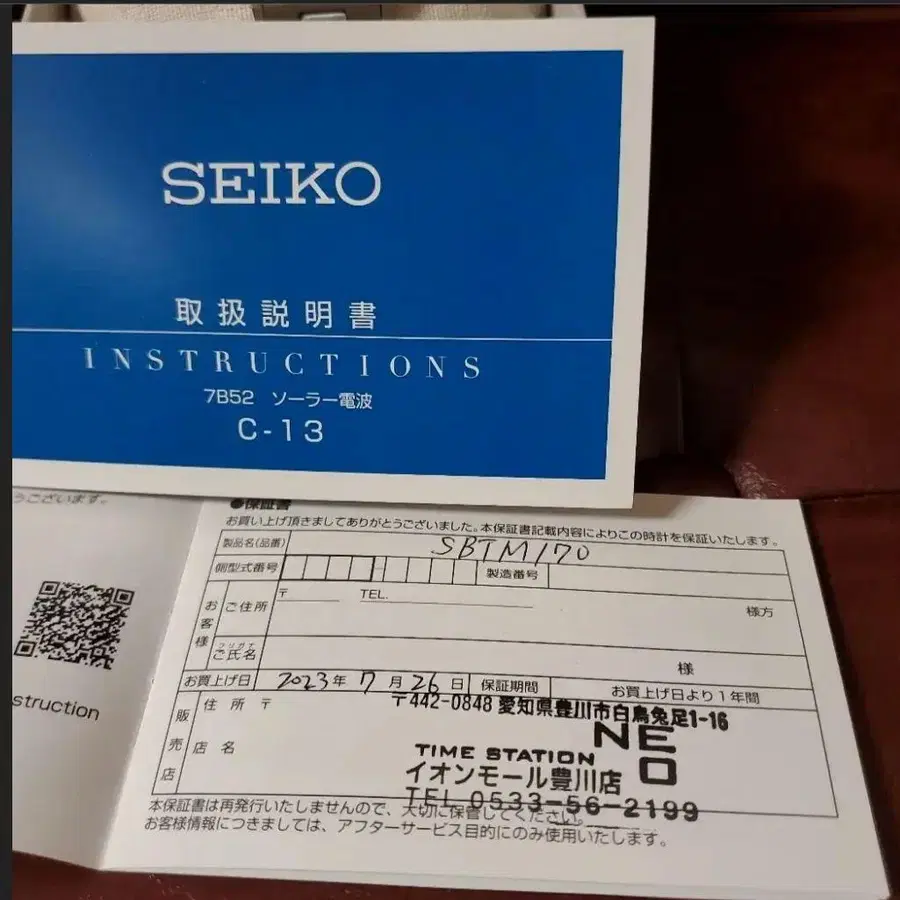 SEIKO
取扱説明書
INSTRUCTIONS
7B52 ソーラー電波
C-13
うございます。
●保証書
お買い上げ頂きましてありがとうございました。本保証書記載内容によりこの時計を保証いたします。
製品名(品番) SBTM170
側型式番号 - 製造番号
お客様 ご住所 〒 TEL. 様方
フリガナ
ご氏名 様
お買上げ日 2023年 7月 26日 保証期間 お買上げ日より1年間
販売店 住所 〒
〒442-0848 愛知県豊川市白鳥兎足1-16
店名
TIME STATION NEO
イオンモール豊川店
TEL 0533-56-2199
本保証書は再発行いたしませんので、大切に保管してください。
お客様情報につきましては、アフターサービス目的にのみ使用いたします。
struction